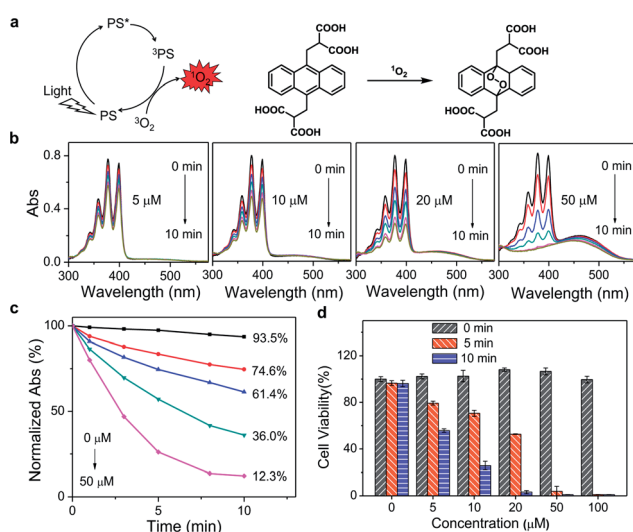 a
PS*
³PS
¹O₂
Light
PS
³O₂
COOH
COOH
HOOC
COOH
¹O₂
COOH
COOH
O
O
HOOC
COOH
b
Abs
0.8
0.4
0.0
0 min
5 μM
10 min
300 400 500
Wavelength (nm)
0 min
10 μM
10 min
300 400 500
Wavelength (nm)
0 min
20 μM
10 min
300 400 500
Wavelength (nm)
0 min
50 μM
10 min
300 400 500
Wavelength (nm)
c
Normalized Abs (%)
100
75
50
25
0
93.5%
74.6%
61.4%
36.0%
12.3%
0 μM
50 μM
0 5 10
Time (min)
d
Cell Viability(%)
160
120
80
40
0
0 min
5 min
10 min
0 5 10 20 50 100
Concentration (μM)